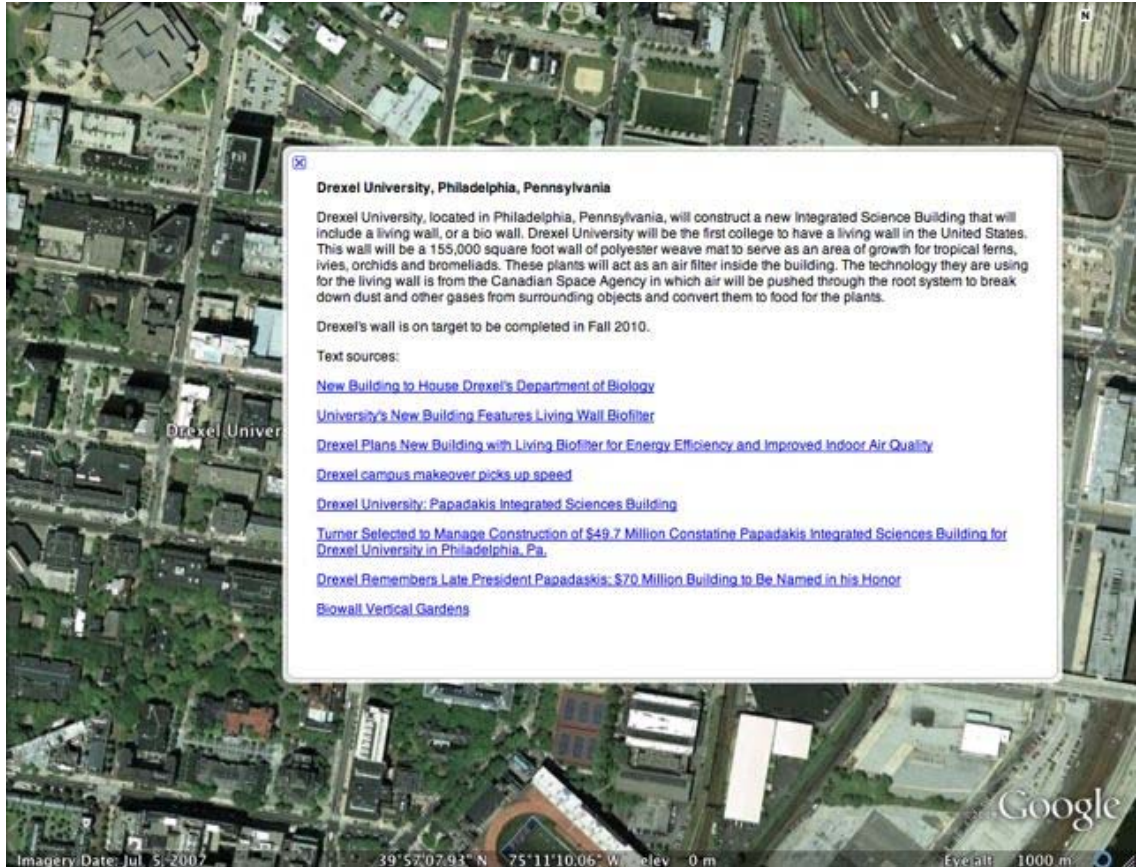 N
Drexel University, Philadelphia, Pennsylvania
Drexel University, located in Philadelphia, Pennsylvania, will construct a new Integrated Science Building that will
include a living wall, or a bio wall. Drexel University will be the first college to have a living wall in the United States.
This wall will be a 155,000 square foot wall of polyester weave mat to serve as an area of growth for tropical ferns,
ivies, orchids and bromeliads. These plants will act as an air filter inside the building. The technology they are using
for the living wall is from the Canadian Space Agency in which air will be pushed through the root system to break
down dust and other gases from surrounding objects and convert them to food for the plants.
Drexel's wall is on target to be completed in Fall 2010.
Text sources:
New Building to House Drexel's Department of Biology
University's New Building Features Living Wall Biofilter
Drexel Plans New Building with Living Biofilter for Energy Efficiency and Improved Indoor Air Quality
Drexel Univer
Drexel campus makeover picks up speed
Drexel University: Papadakis Integrated Sciences Building
Turner Selected to Manage Construction of $49.7 Million Constatine Papadakis Integrated Sciences Building for
Drexel University in Philadelphia, Pa.
Drexel Remembers Late President Papadaskis; $70 Million Building to Be Named in his Honor
Biowall Vertical Gardens
Google
Imagery Date: Jul 5, 2007 39°57'07.93" N 75°11'10.06" W elev 0 m Eye alt 1000 m